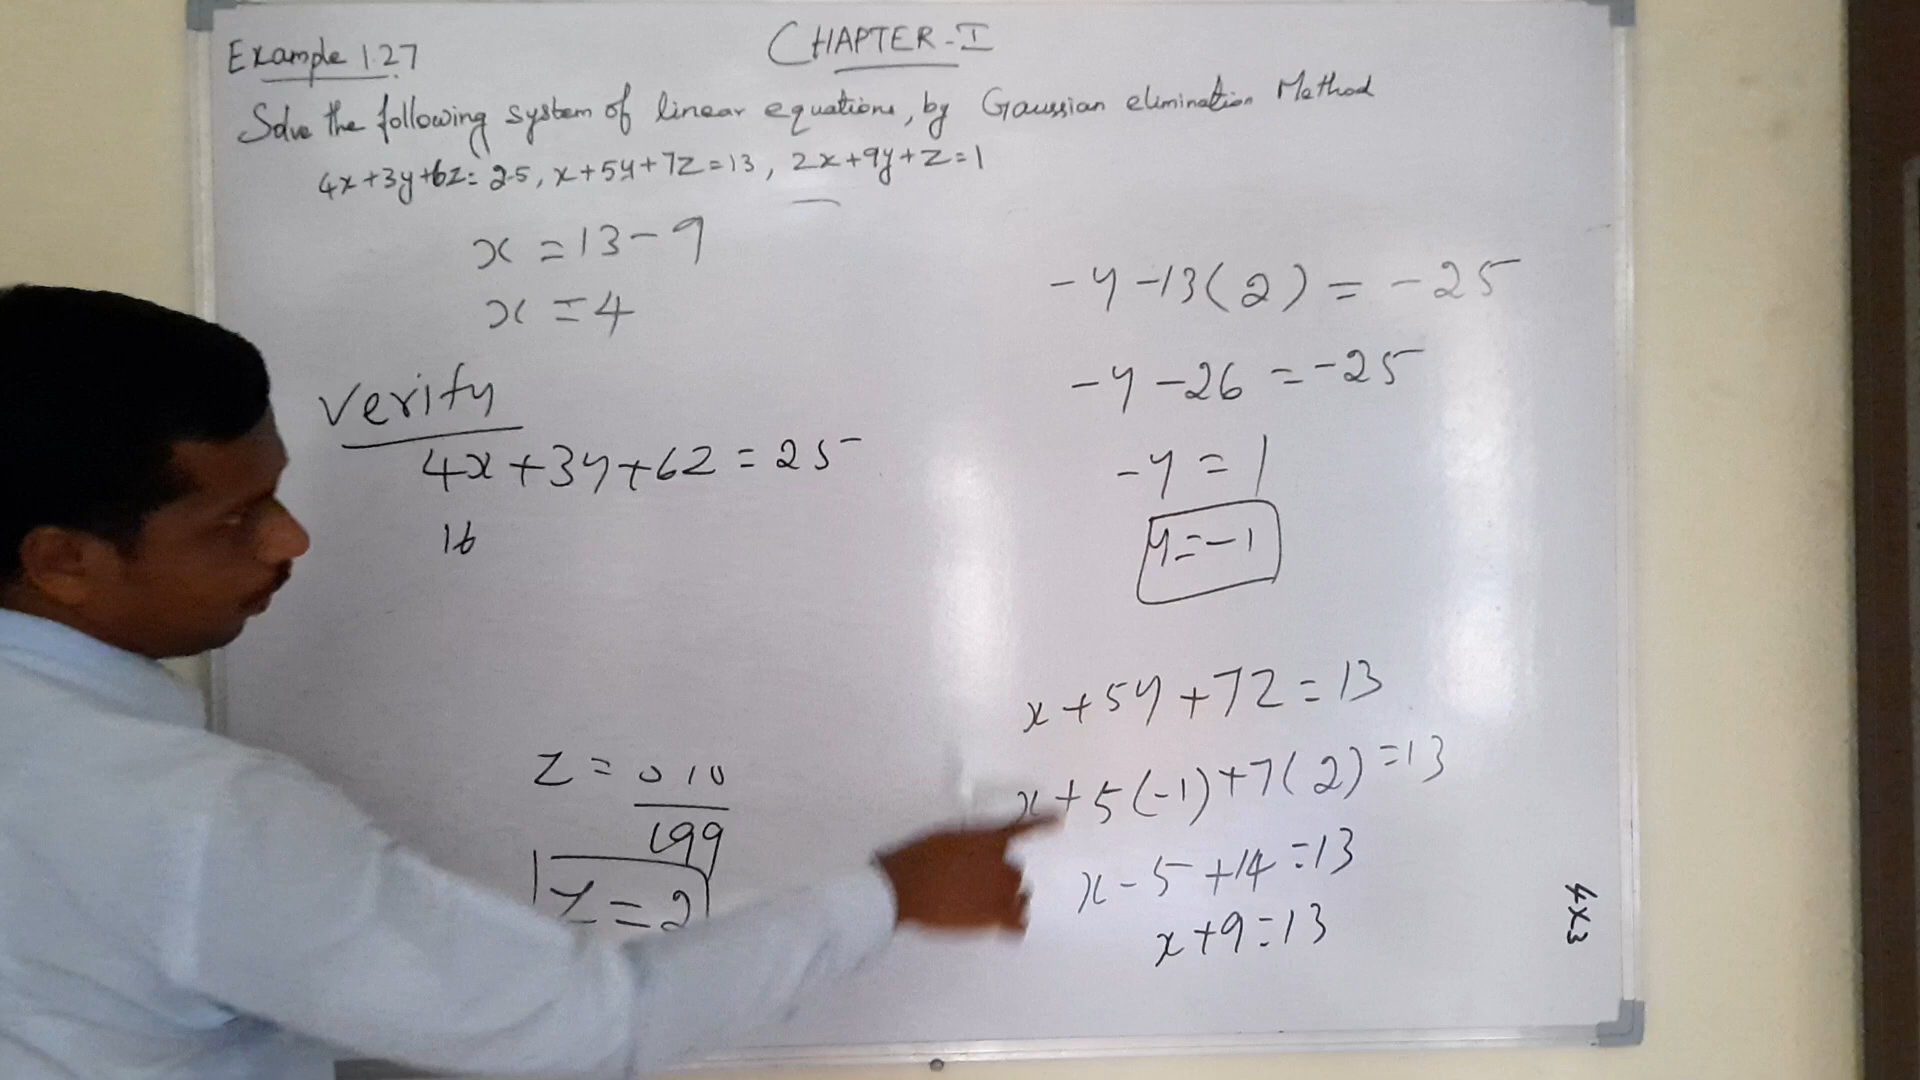 CHAPTER-I
Example 1.27
Solve the following system of linear equations, by Gaussian elimination Method
4x+3y+6z=25, x+5y+7z=13, 2x+9y+z=1
x=13-9
x=4
Verify
4x+3y+6z=25
16
199
z=2
-y-13(2)=-25
-y-26=-25
-y=1
y=-1
x+5y+7z=13
x+5(-1)+7(2)=13
x-5+14=13
x+9=13
4x3